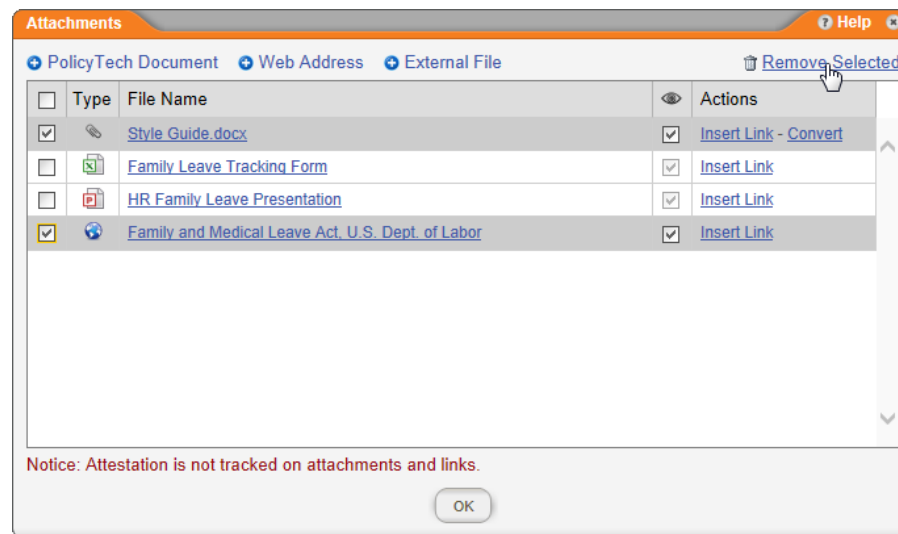 Attachments Help
PolicyTech Document Web Address External File Remove Selected
Type File Name Actions
Style Guide.docx Insert Link - Convert
Family Leave Tracking Form Insert Link
HR Family Leave Presentation Insert Link
Family and Medical Leave Act, U.S. Dept. of Labor Insert Link
Notice: Attestation is not tracked on attachments and links.
OK